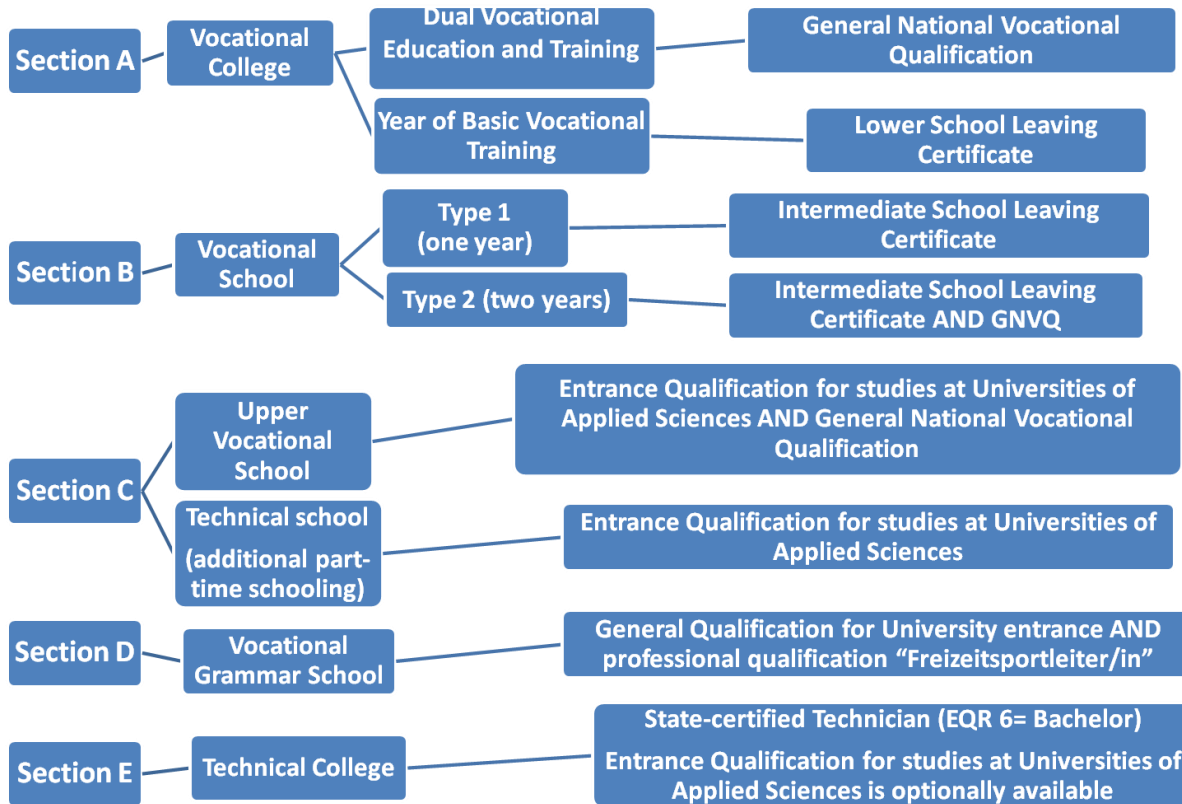 Section A
Vocational
College
Dual Vocational
Education and Training
General National Vocational
Qualification
Year of Basic Vocational
Training
Lower School Leaving
Certificate
Section B
Vocational
School
Type 1
(one year)
Intermediate School Leaving
Certificate
Type 2 (two years)
Intermediate School Leaving
Certificate AND GNVQ
Section C
Upper
Vocational
School
Entrance Qualification for studies at Universities of
Applied Sciences AND General National Vocational
Qualification
Technical school
(additional part-
time schooling)
Entrance Qualification for studies at Universities of
Applied Sciences
Section D
Vocational
Grammar School
General Qualification for University entrance AND
professional qualification “Freizeitsportleiter/in”
Section E
Technical College
State-certified Technician (EQR 6= Bachelor)
Entrance Qualification for studies at Universities of
Applied Sciences is optionally available